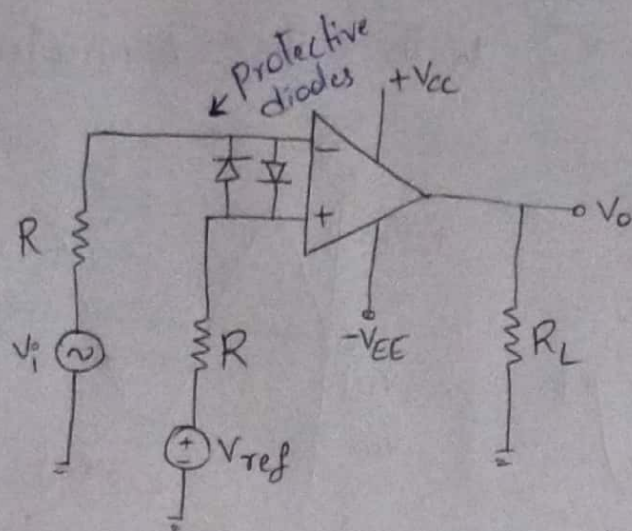 Protective
diodes
+Vcc
−
+
R
Vi
R
+
−
Vref
-VEE
Vo
RL